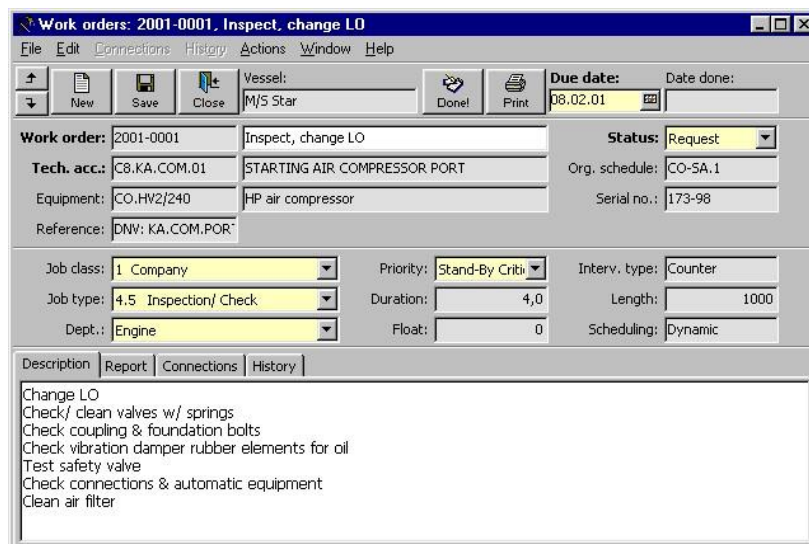 Work orders: 2001-0001, Inspect, change LO
File Edit Connections History Actions Window Help
New Save Close Vessel: M/S Star Done! Print Due date: 08.02.01 Date done:
Work order: 2001-0001 Inspect, change LO Status: Request
Tech. acc.: C8.KA.COM.01 STARTING AIR COMPRESSOR PORT Org. schedule: CO-SA.1
Equipment: CO.HV2/240 HP air compressor Serial no.: 173-98
Reference: DNV: KA.COM.POR
Job class: 1 Company Priority: Stand-By Criti Interv. type: Counter
Job type: 4.5 Inspection/ Check Duration: 4,0 Length: 1000
Dept.: Engine Float: 0 Scheduling: Dynamic
Description Report Connections History
Change LO
Check/ clean valves w/ springs
Check coupling & foundation bolts
Check vibration damper rubber elements for oil
Test safety valve
Check connections & automatic equipment
Clean air filter